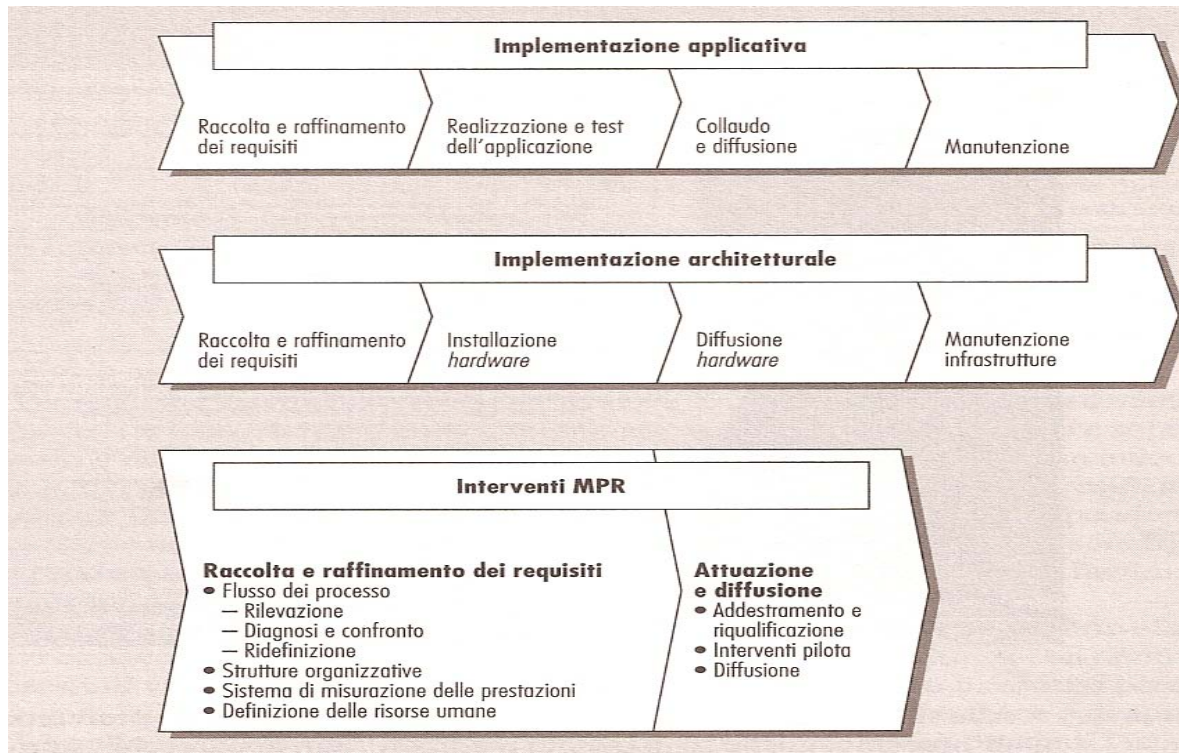 Implementazione applicativa
Raccolta e raffinamento
dei requisiti
Realizzazione e test
dell'applicazione
Collaudo
e diffusione
Manutenzione
Implementazione architetturale
Raccolta e raffinamento
dei requisiti
Installazione
hardware
Diffusione
hardware
Manutenzione
infrastrutture
Interventi MPR
Raccolta e raffinamento dei requisiti
● Flusso dei processo
— Rilevazione
— Diagnosi e confronto
— Ridefinizione
● Strutture organizzative
● Sistema di misurazione delle prestazioni
● Definizione delle risorse umane
Attuazione
e diffusione
● Addestramento e
riqualificazione
● Interventi pilota
● Diffusione